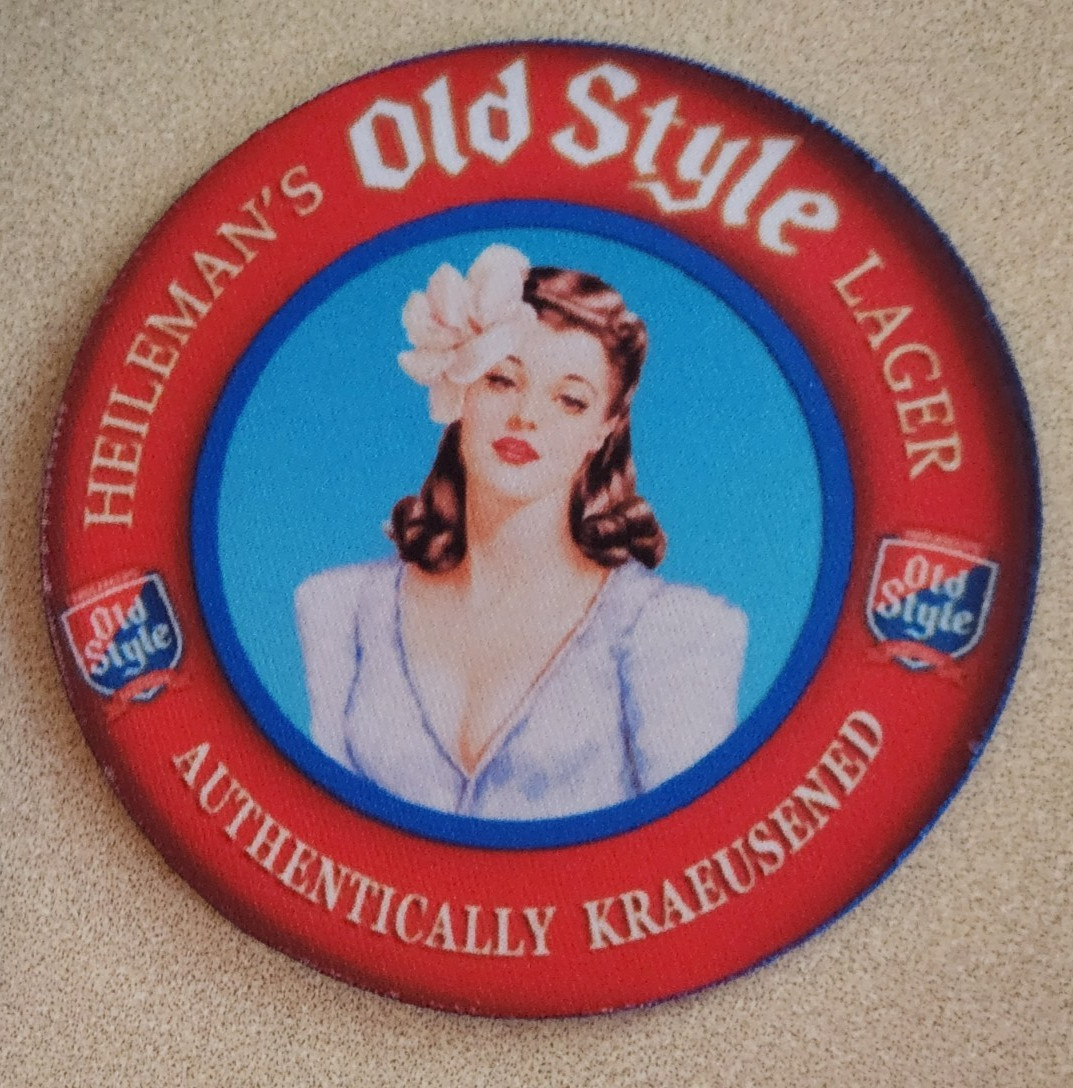 HEILEMAN'S Old Style LAGER
Old
Style
Old
Style
AUTHENTICALLY KRAEUSENED